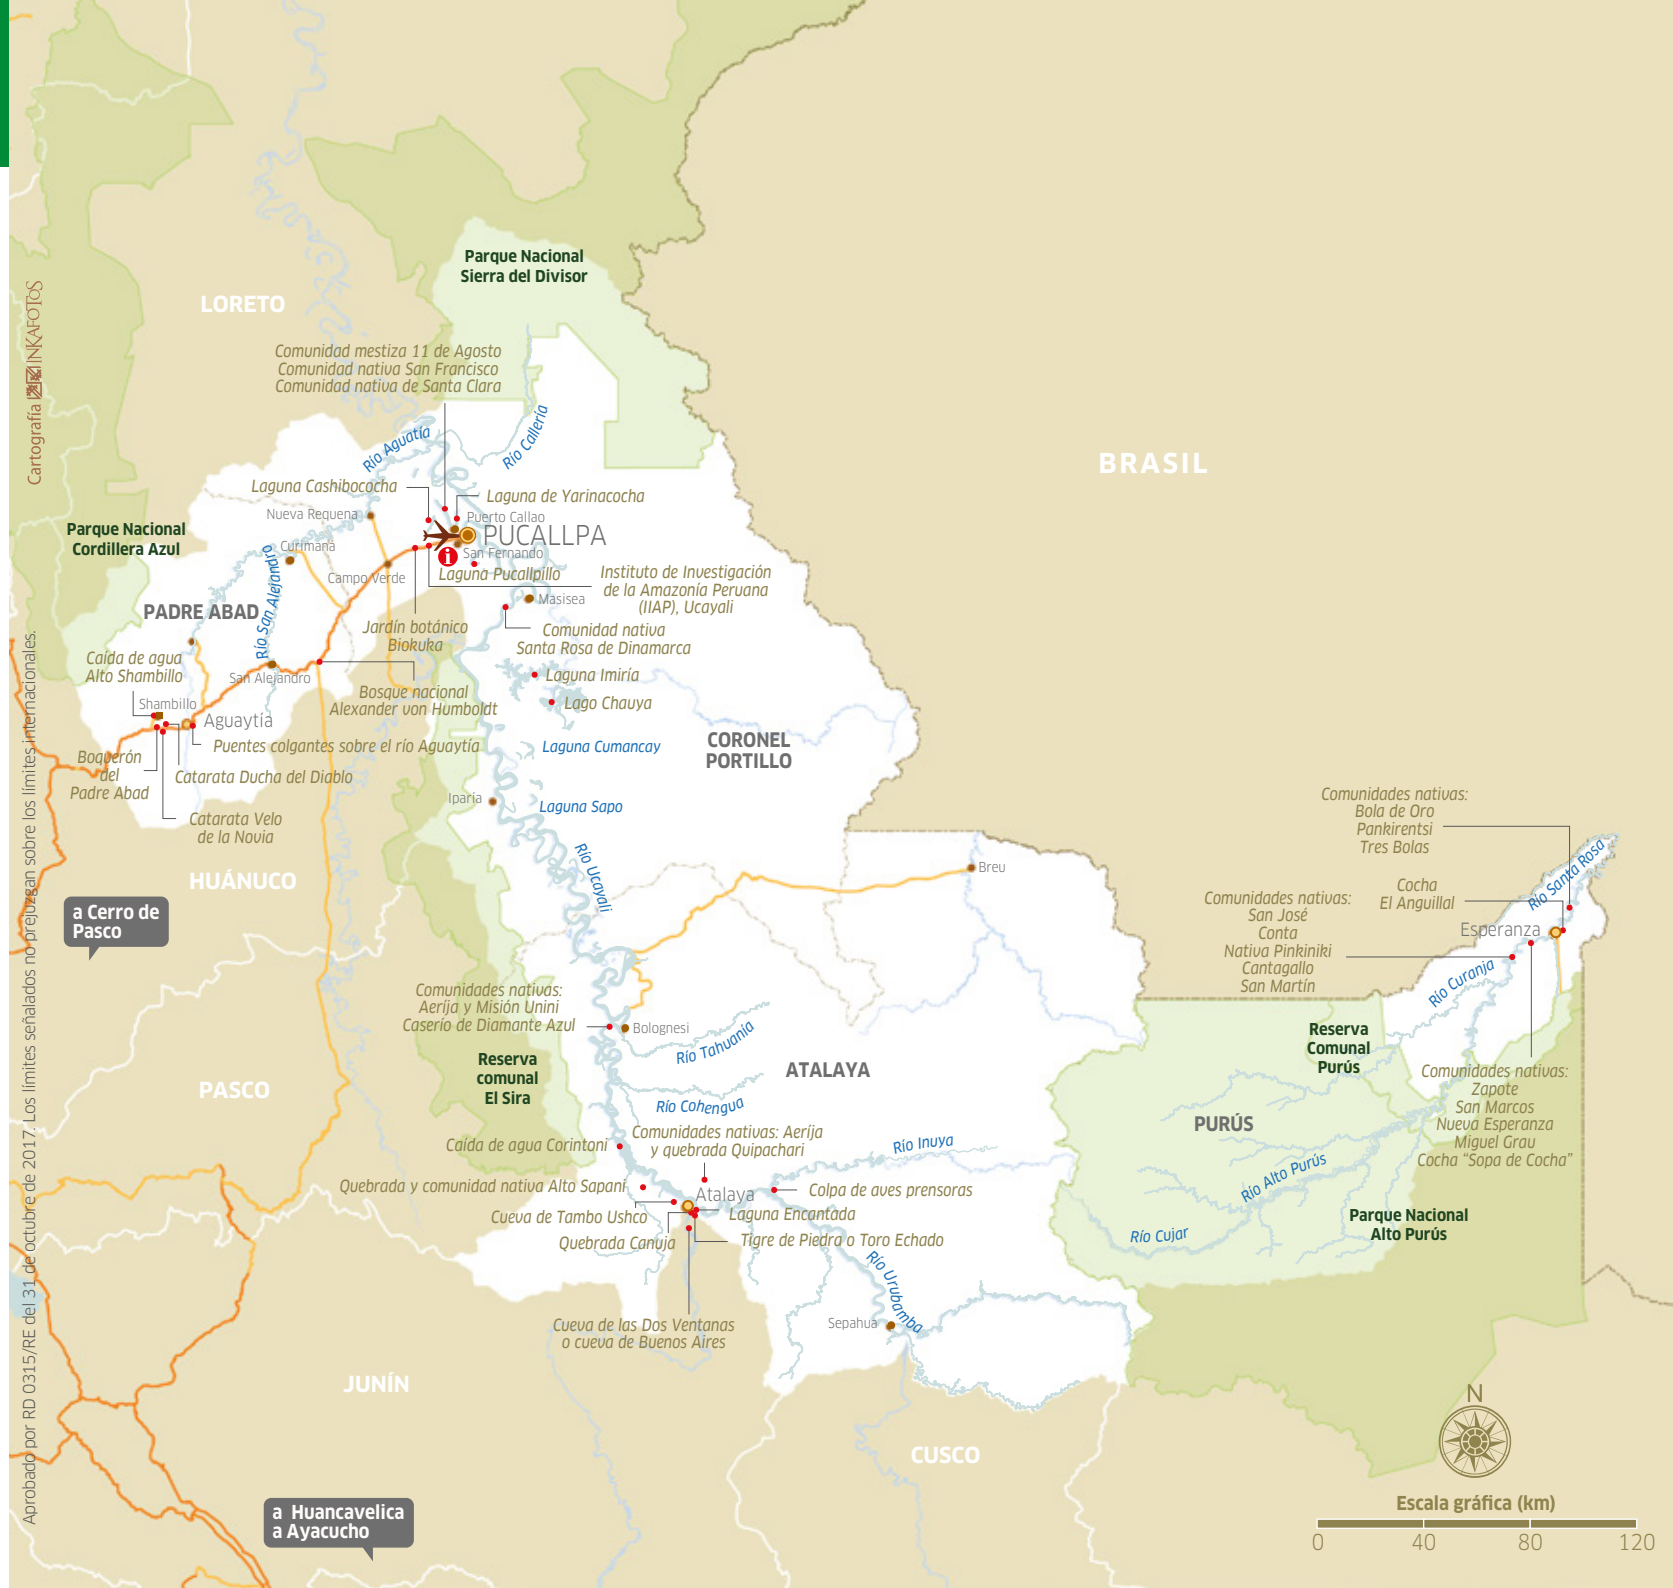 Parque Nacional
Sierra del Divisor
LORETO
Cartografía INKAFOTOS
Comunidad mestiza 11 de Agosto
Comunidad nativa San Francisco
Comunidad nativa de Santa Clara
Río Aguatía
Río Callería
BRASIL
Laguna Cashibococha
Laguna de Yarinacocha
Nueva Requena
Puerto Callao
PUCALLPA
Parque Nacional
Cordillera Azul
Curimaná
San Fernando
i
Campo Verde
Laguna Pucallpillo
Instituto de Investigación
de la Amazonía Peruana
(IIAP), Ucayali
Río San Alejandro
PADRE ABAD
Masisea
Jardín botánico
Biokuka
Comunidad nativa
Santa Rosa de Dinamarca
Caída de agua
Alto Shambillo
San Alejandro
Laguna Imiría
Bosque nacional
Alexander von Humboldt
Lago Chauya
Shambillo
Aguaytía
Puentes colgantes sobre el río Aguaytía
Laguna Cumancay
CORONEL
PORTILLO
Boquerón
del
Padre Abad
Catarata Ducha del Diablo
Iparia
Laguna Sapo
Catarata Velo
de la Novia
Comunidades nativas:
Bola de Oro
Pankirentsi
Tres Bolas
Río Ucayali
Breu
Río Santa Rosa
HUÁNUCO
Cocha
El Anguillal
a Cerro de
Pasco
Comunidades nativas:
San José
Conta
Nativa Pinkiniki
Cantagallo
San Martín
Esperanza
Río Curanja
Comunidades nativas:
Aeríja y Misión Unini
Caserío de Diamante Azul
Bolognesi
Río Tahuania
Reserva
Comunal
Purús
Reserva
comunal
El Sira
ATALAYA
Comunidades nativas:
Zapote
San Marcos
Nueva Esperanza
Miguel Grau
Cocha “Sopa de Cocha”
PASCO
Río Cohengua
PURÚS
Caída de agua Corintoni
Comunidades nativas: Aeríja
y quebrada Quipachari
Río Inuya
Río Alto Purús
Quebrada y comunidad nativa Alto Sapani
Atalaya
Colpa de aves prensoras
Cueva de Tambo Ushco
Laguna Encantada
Parque Nacional
Alto Purús
Quebrada Canuja
Tigre de Piedra o Toro Echado
Río Cujar
Río Urubamba
Cueva de las Dos Ventanas
o cueva de Buenos Aires
Sepahua
JUNÍN
CUSCO
N
a Huancavelica
a Ayacucho
Escala gráfica (km)
0 40 80 120
Aprobado por RD 0315/RE del 31 de octubre de 2017. Los límites señalados no prejuzgan sobre los límites internacionales.